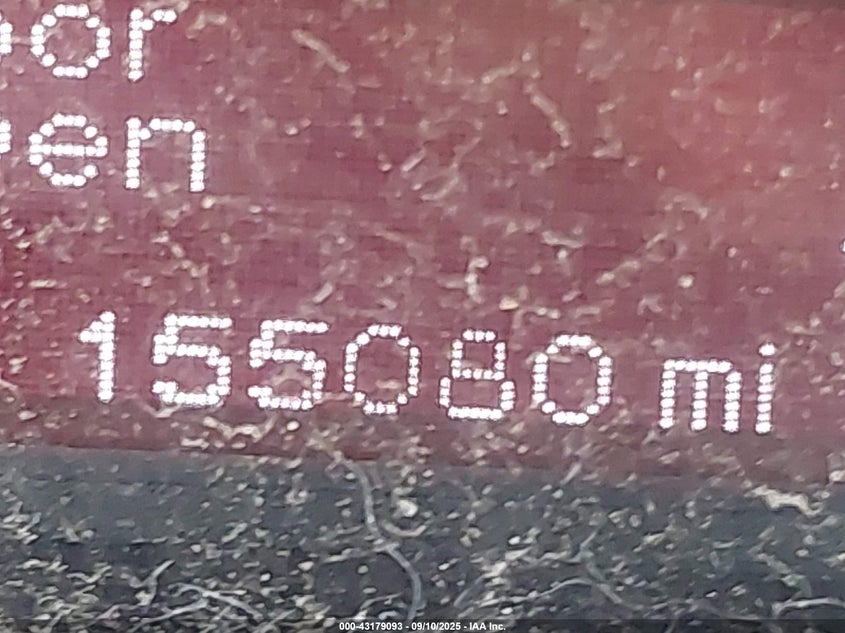 or
en
155080 mi
000-43179093 - 09/10/2025 - IAA Inc.